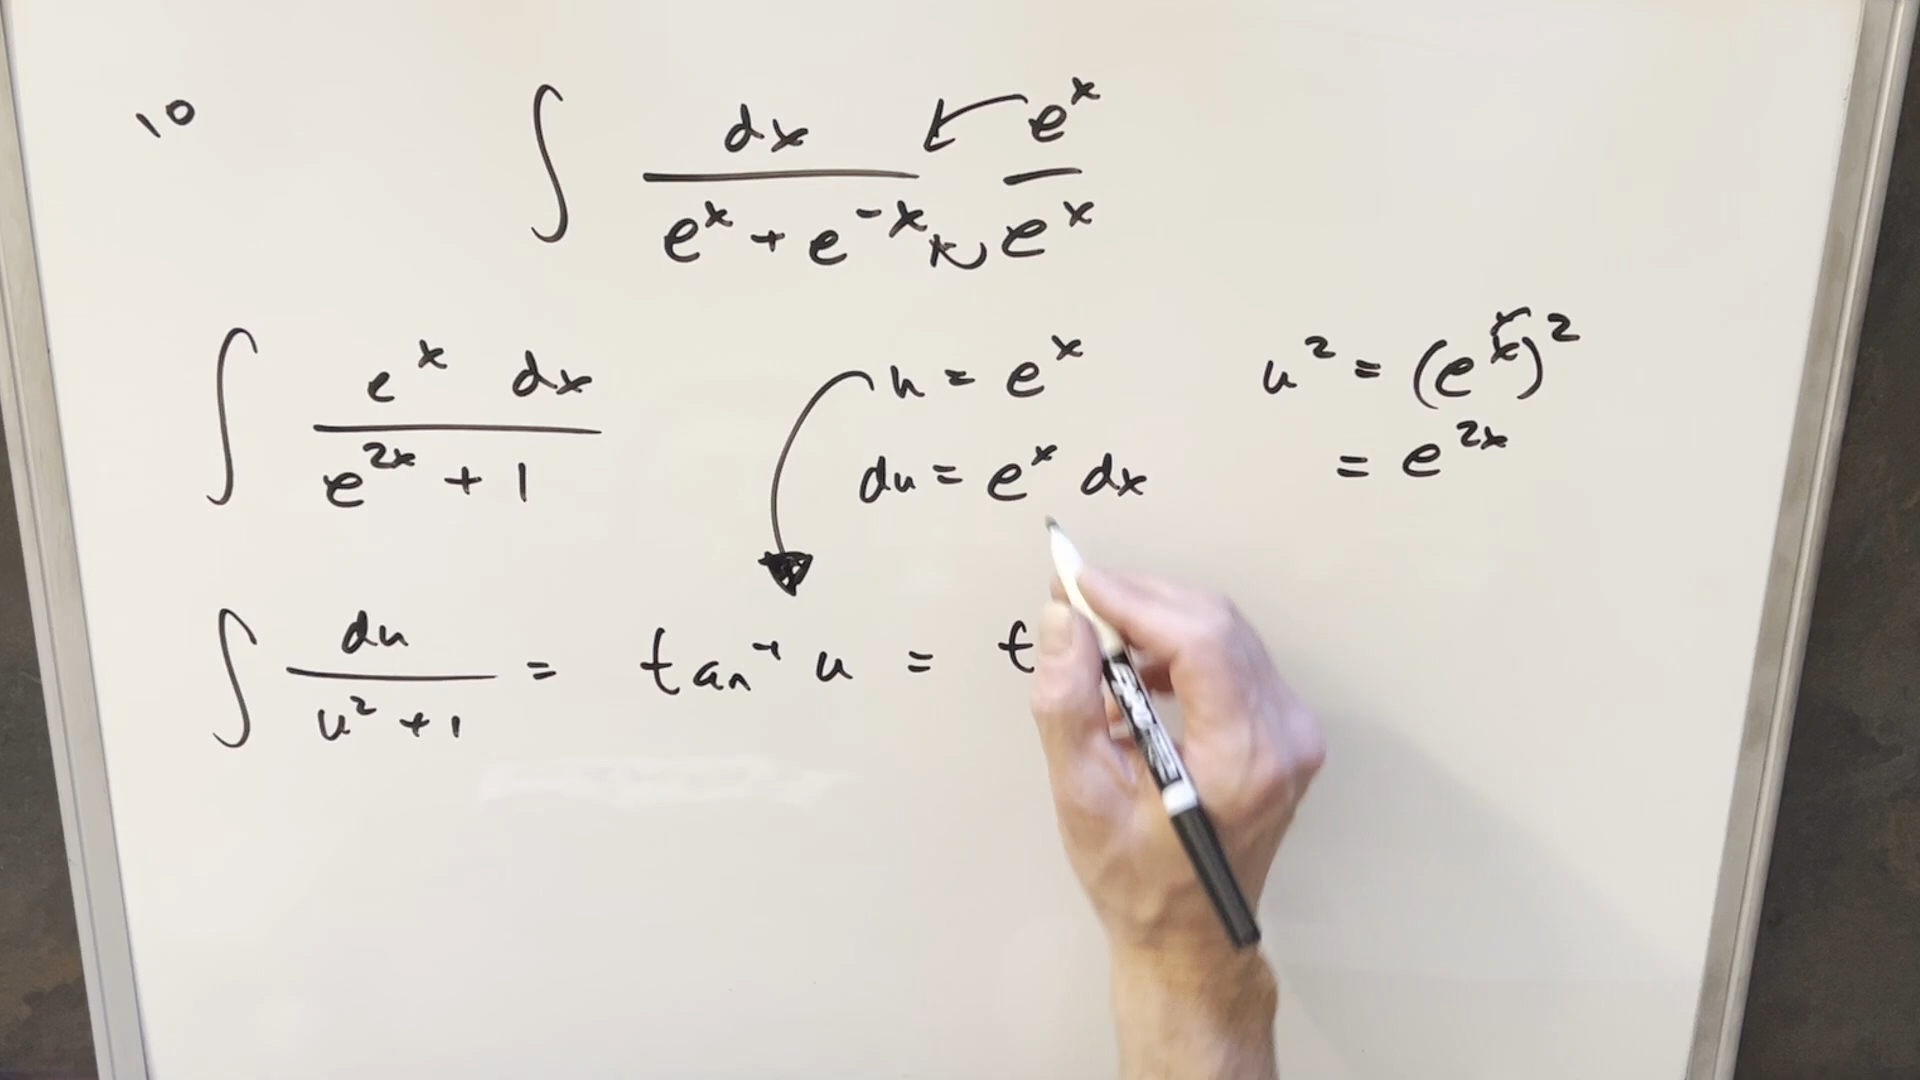 10
∫ dx / (e^x + e^-x) e^x / e^x
∫ e^x dx / (e^2x + 1)
u = e^x
du = e^x dx
u^2 = (e^x)^2
= e^2x
∫ du / (u^2 + 1) = tan^-1 u = t